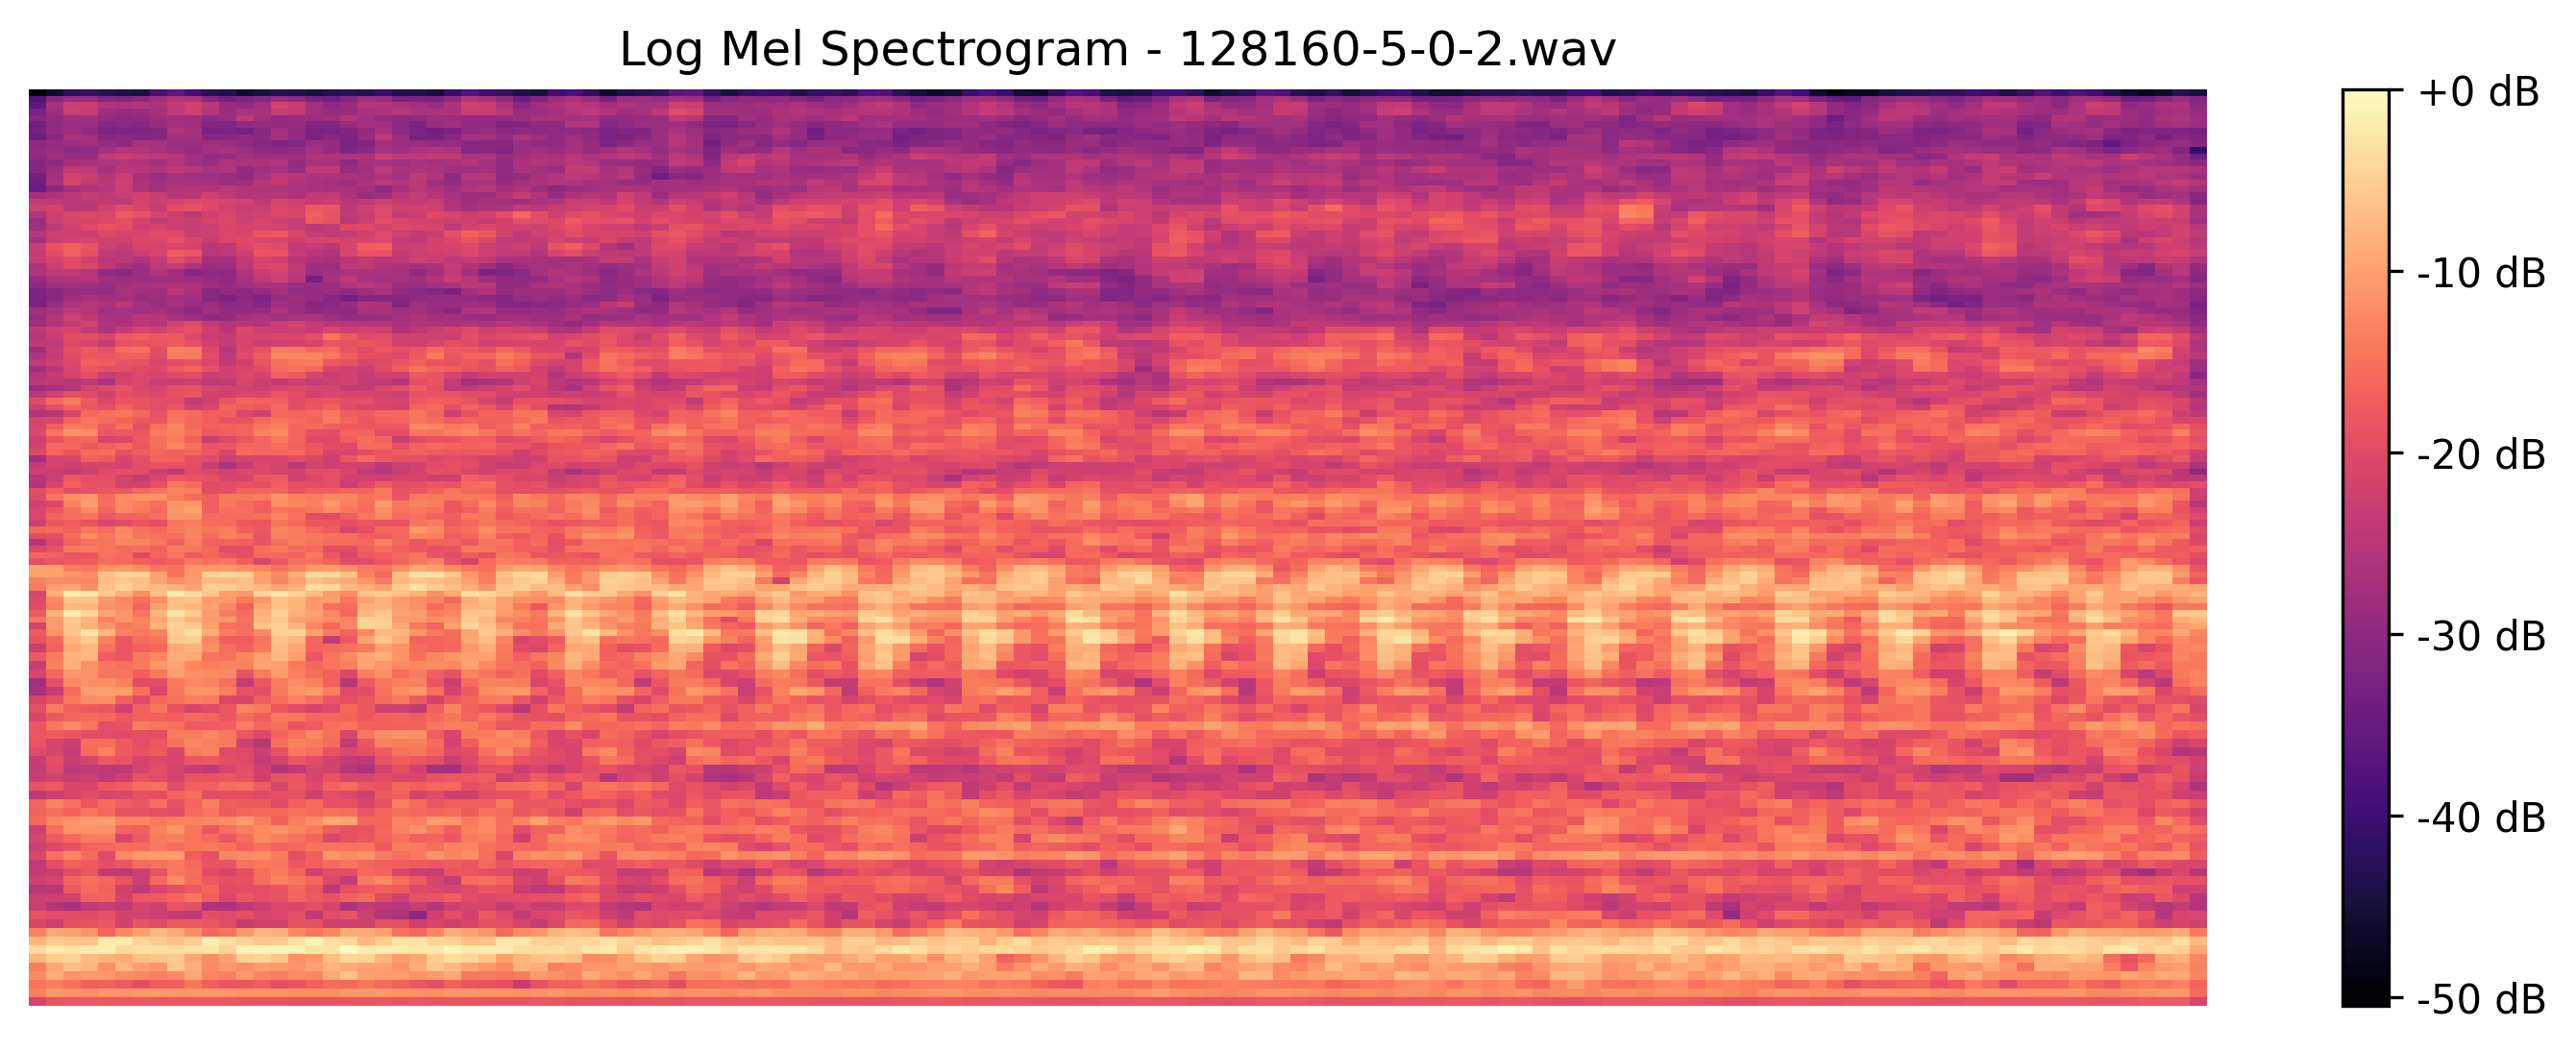 Log Mel Spectrogram - 128160-5-0-2.wav
+0 dB
-10 dB
-20 dB
-30 dB
-40 dB
-50 dB